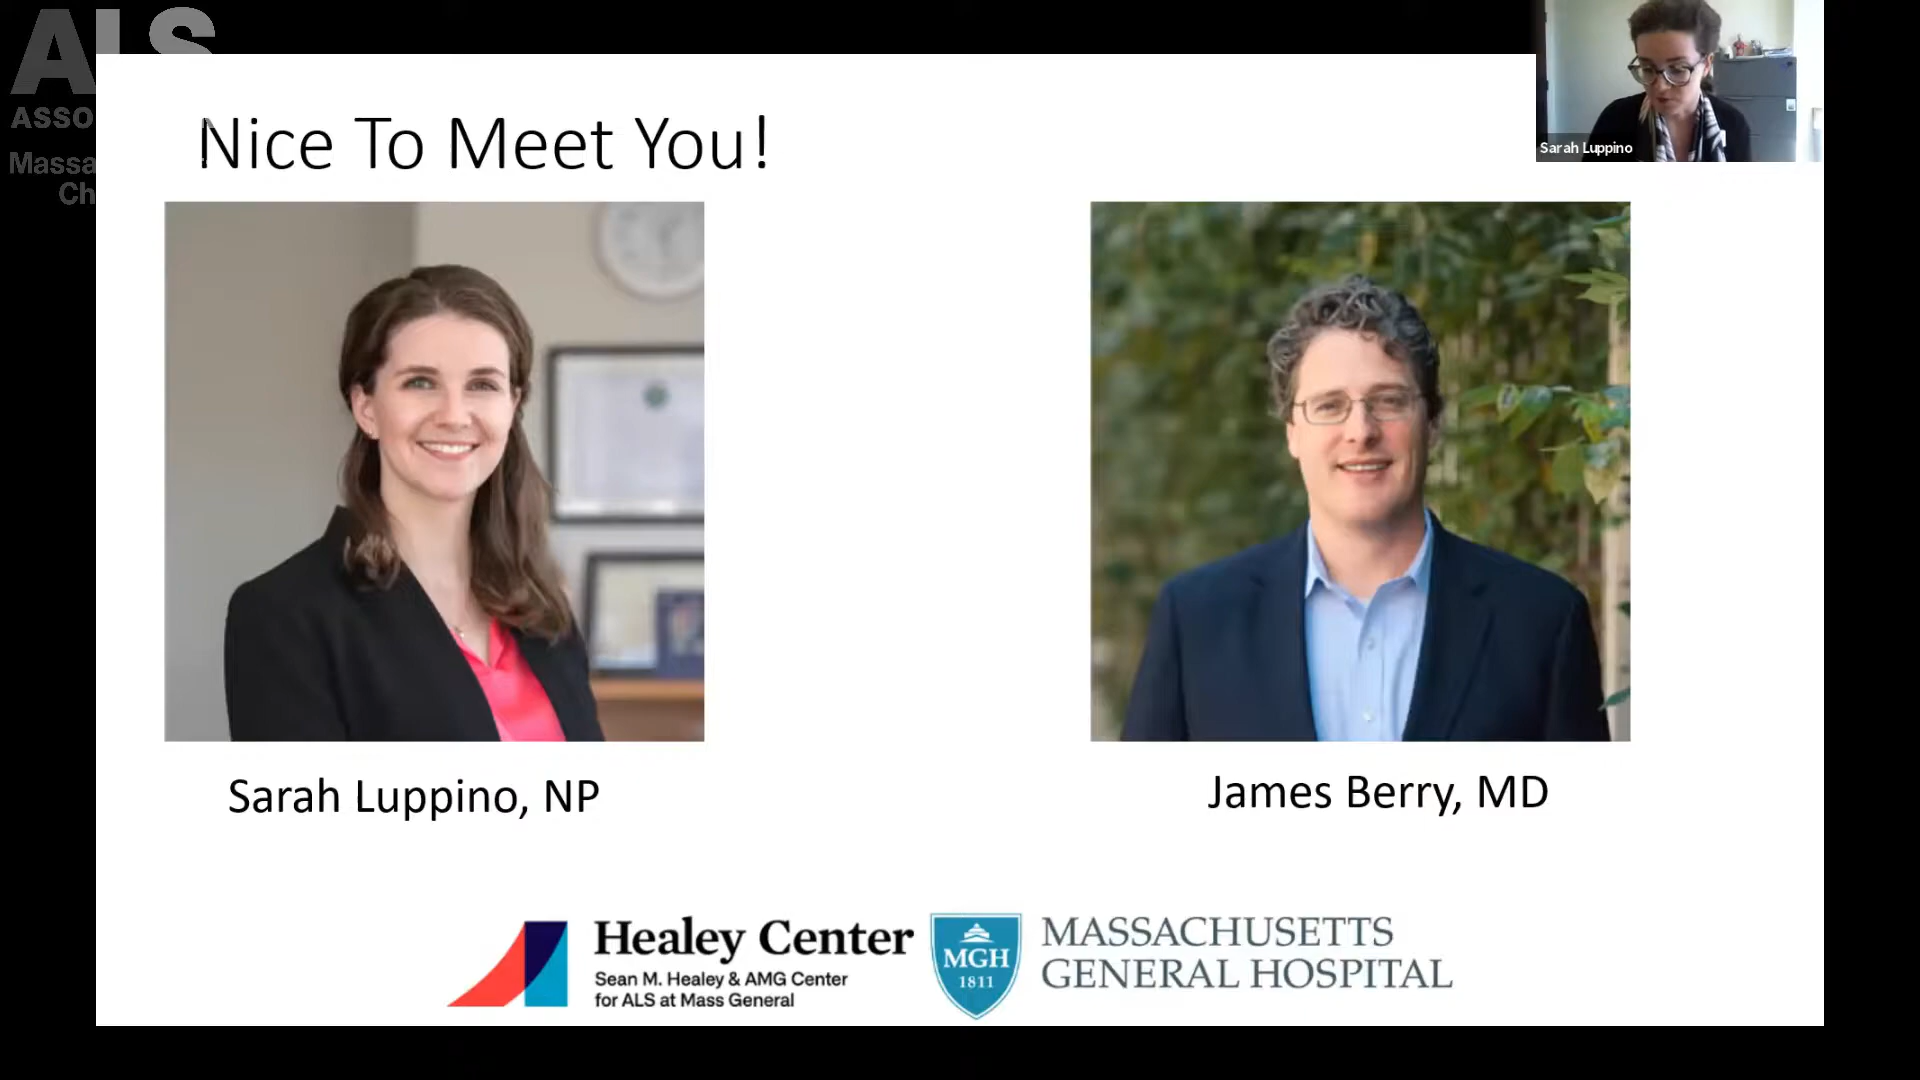 ALS
ASSO
Massa
Ch
Nice To Meet You!
Sarah Luppino
Sarah Luppino, NP
James Berry, MD
Healey Center
Sean M. Healey & AMG Center
for ALS at Mass General
MGH
1811
MASSACHUSETTS
GENERAL HOSPITAL